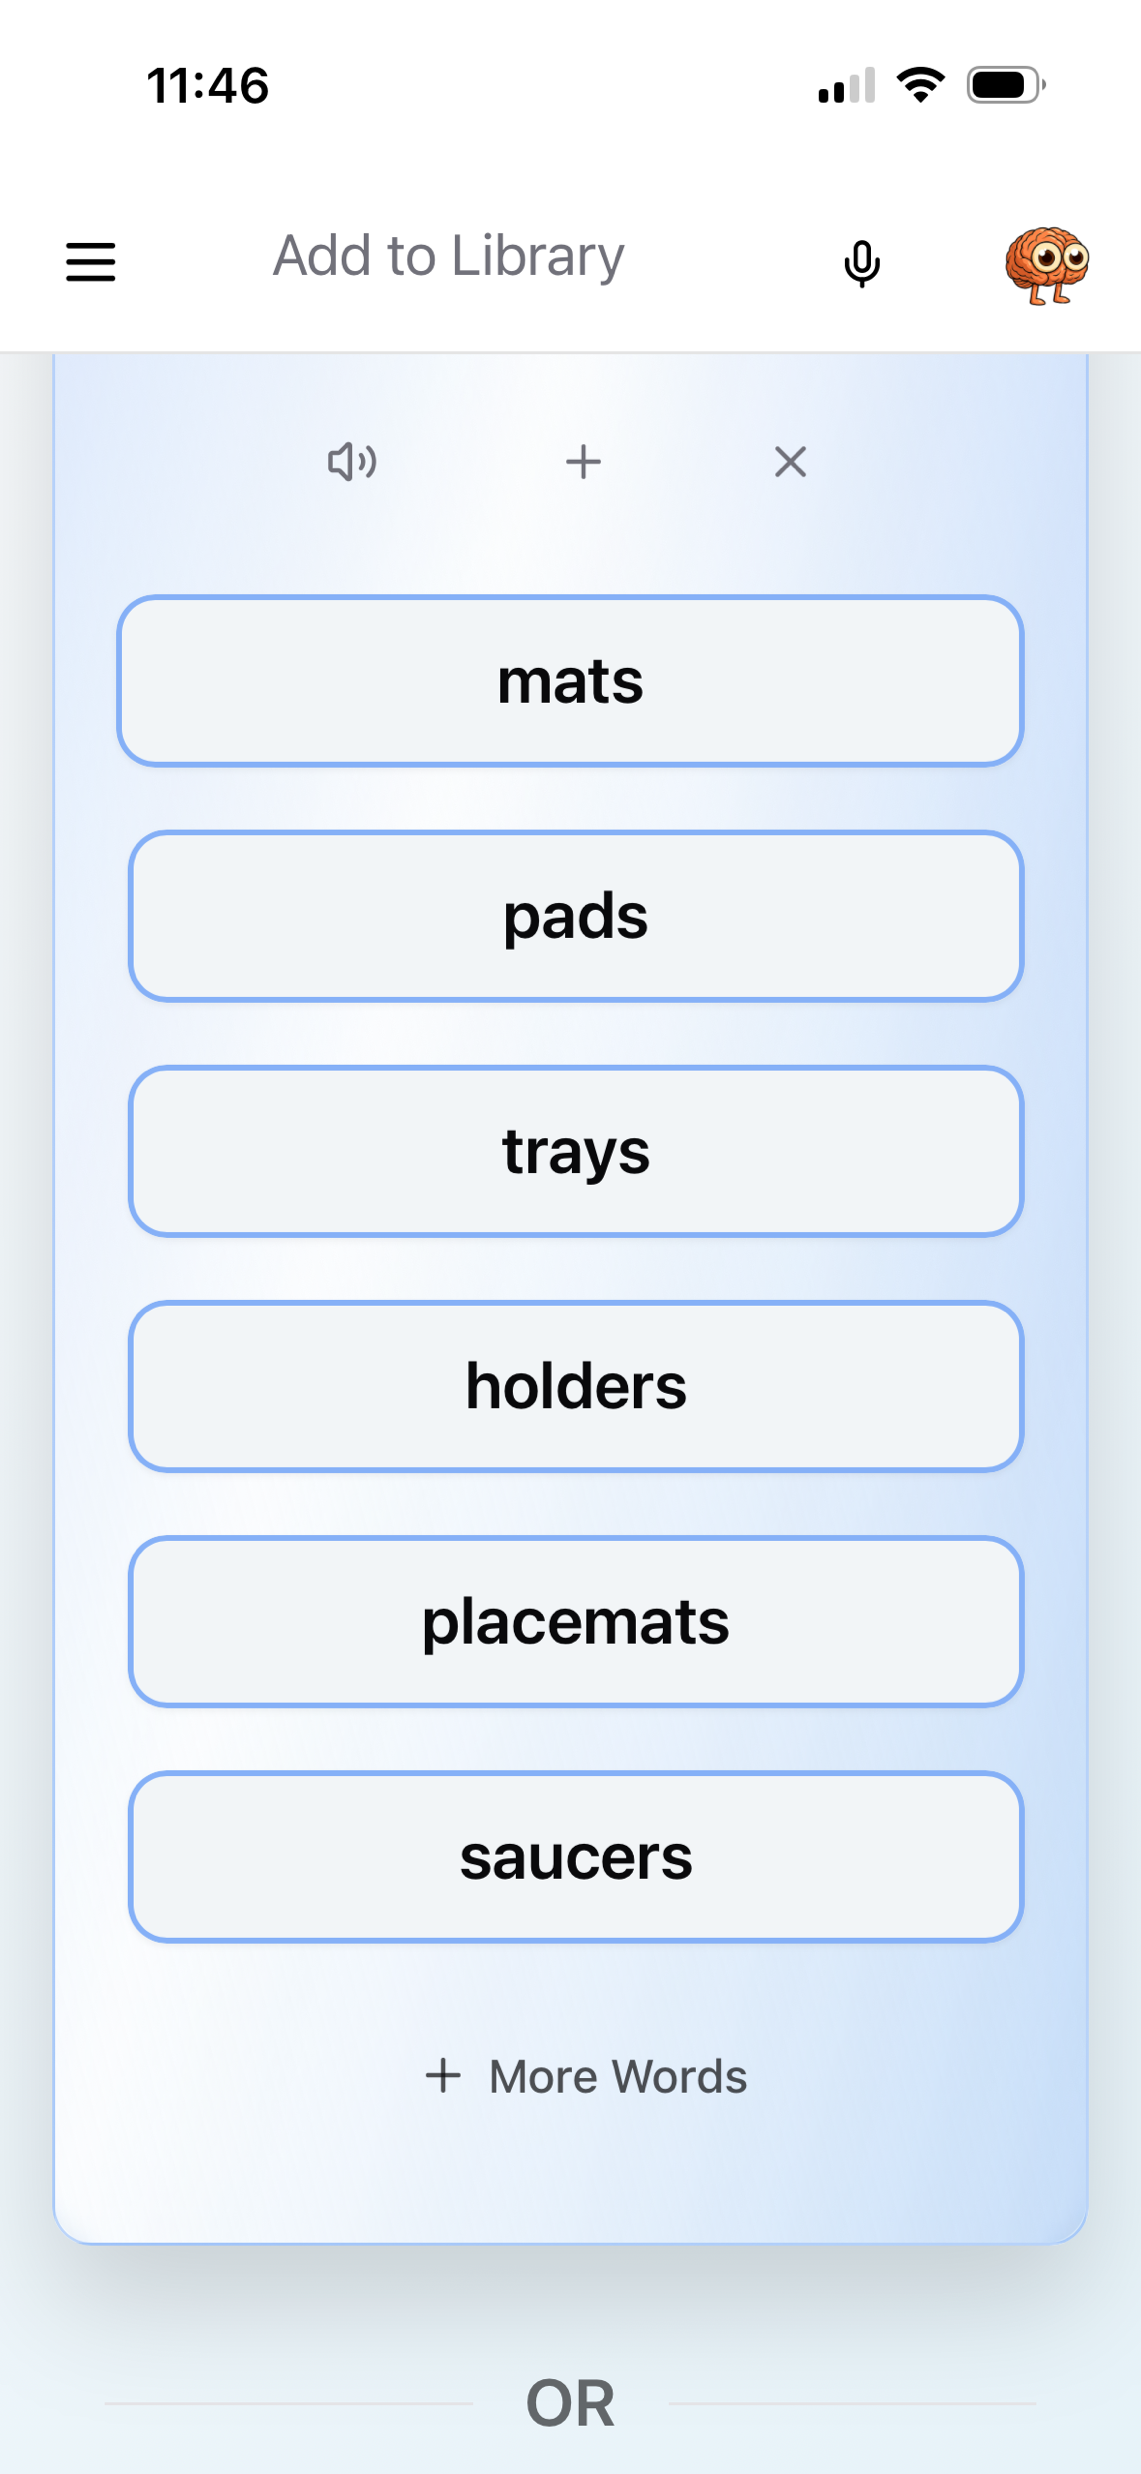 11:46
Add to Library
mats
pads
trays
holders
placemats
saucers
+ More Words
OR